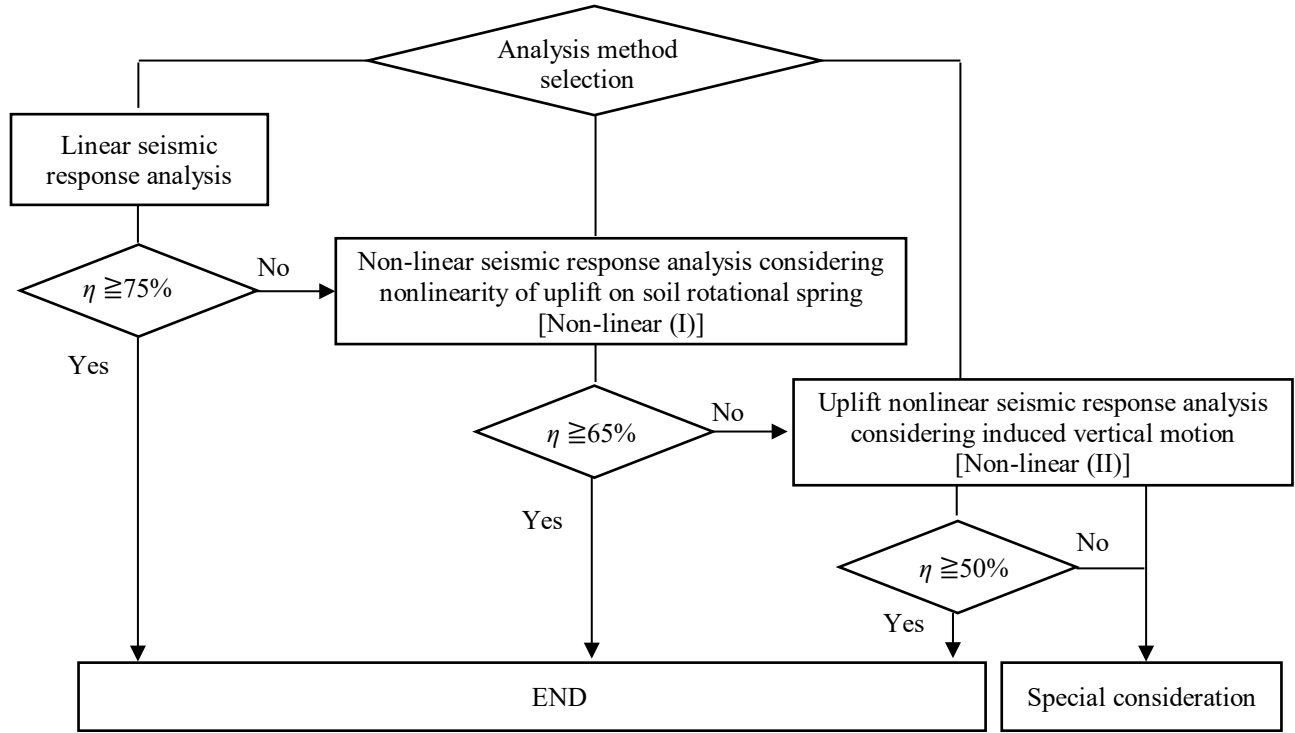 Analysis method
selection
Linear seismic
response analysis
η ≧75%
No
Yes
Non-linear seismic response analysis considering
nonlinearity of uplift on soil rotational spring
[Non-linear (I)]
η ≧65%
No
Yes
Uplift nonlinear seismic response analysis
considering induced vertical motion
[Non-linear (II)]
η ≧50%
No
Yes
END
Special consideration